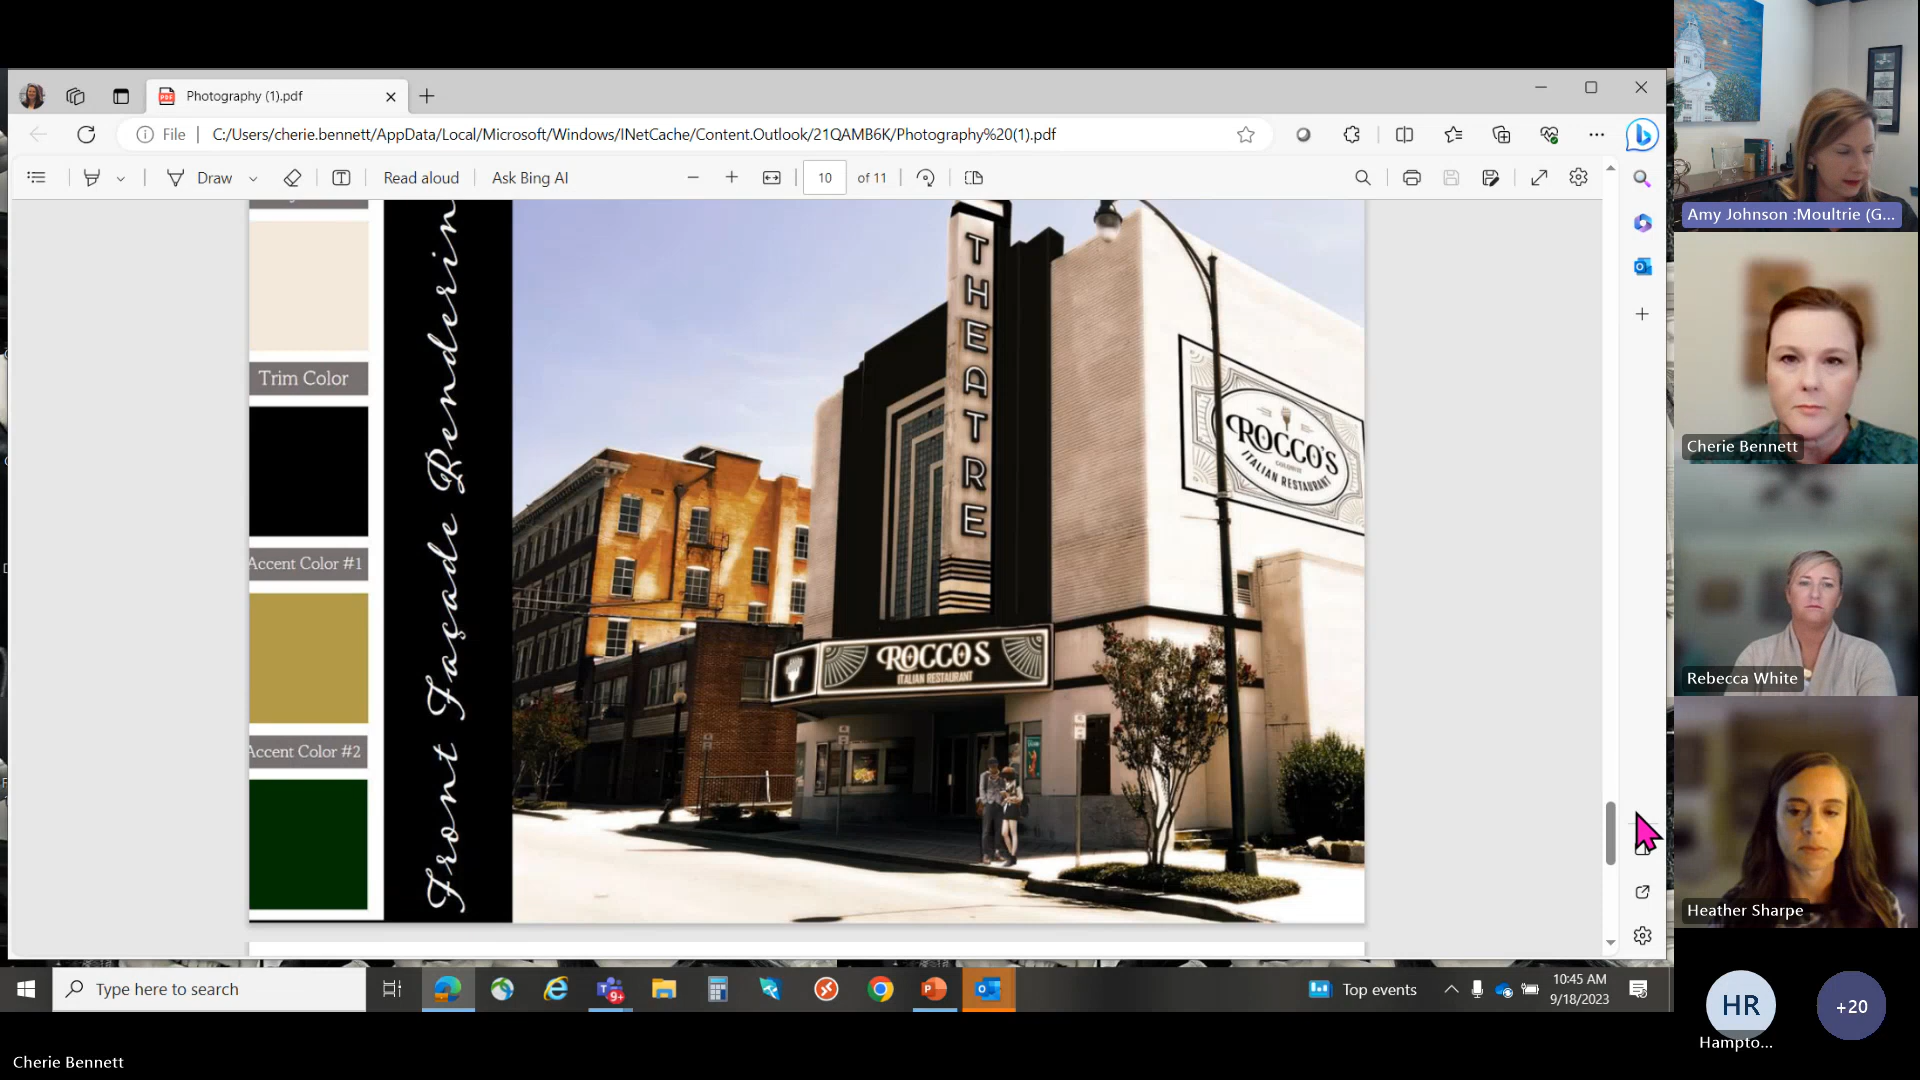 Photography (1).pdf
File
C:/Users/cherie.bennett/AppData/Local/Microsoft/Windows/INetCache/Content.Outlook/21QAMB6K/Photography%20(1).pdf
Draw
Read aloud
Ask Bing AI
10
of 11
Trim Color
Accent Color #1
Accent Color #2
Front Façade Renderin
THEATRE
ROCCO'S
ITALIAN RESTAURANT
ROCCO'S
ITALIAN RESTAURANT
Amy Johnson :Moultrie (G...
Cherie Bennett
Rebecca White
Heather Sharpe
HR
Hampto...
+20
Type here to search
9+
Top events
10:45 AM
9/18/2023
Cherie Bennett